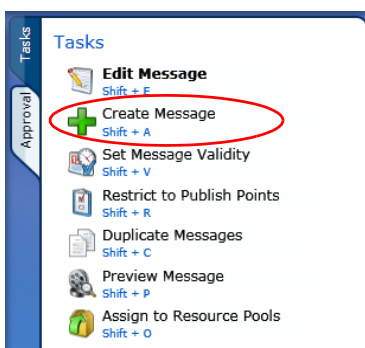 Tasks
Approval
Tasks
Edit Message
Shift + E
Create Message
Shift + A
Set Message Validity
Shift + V
Restrict to Publish Points
Shift + R
Duplicate Messages
Shift + C
Preview Message
Shift + P
Assign to Resource Pools
Shift + O